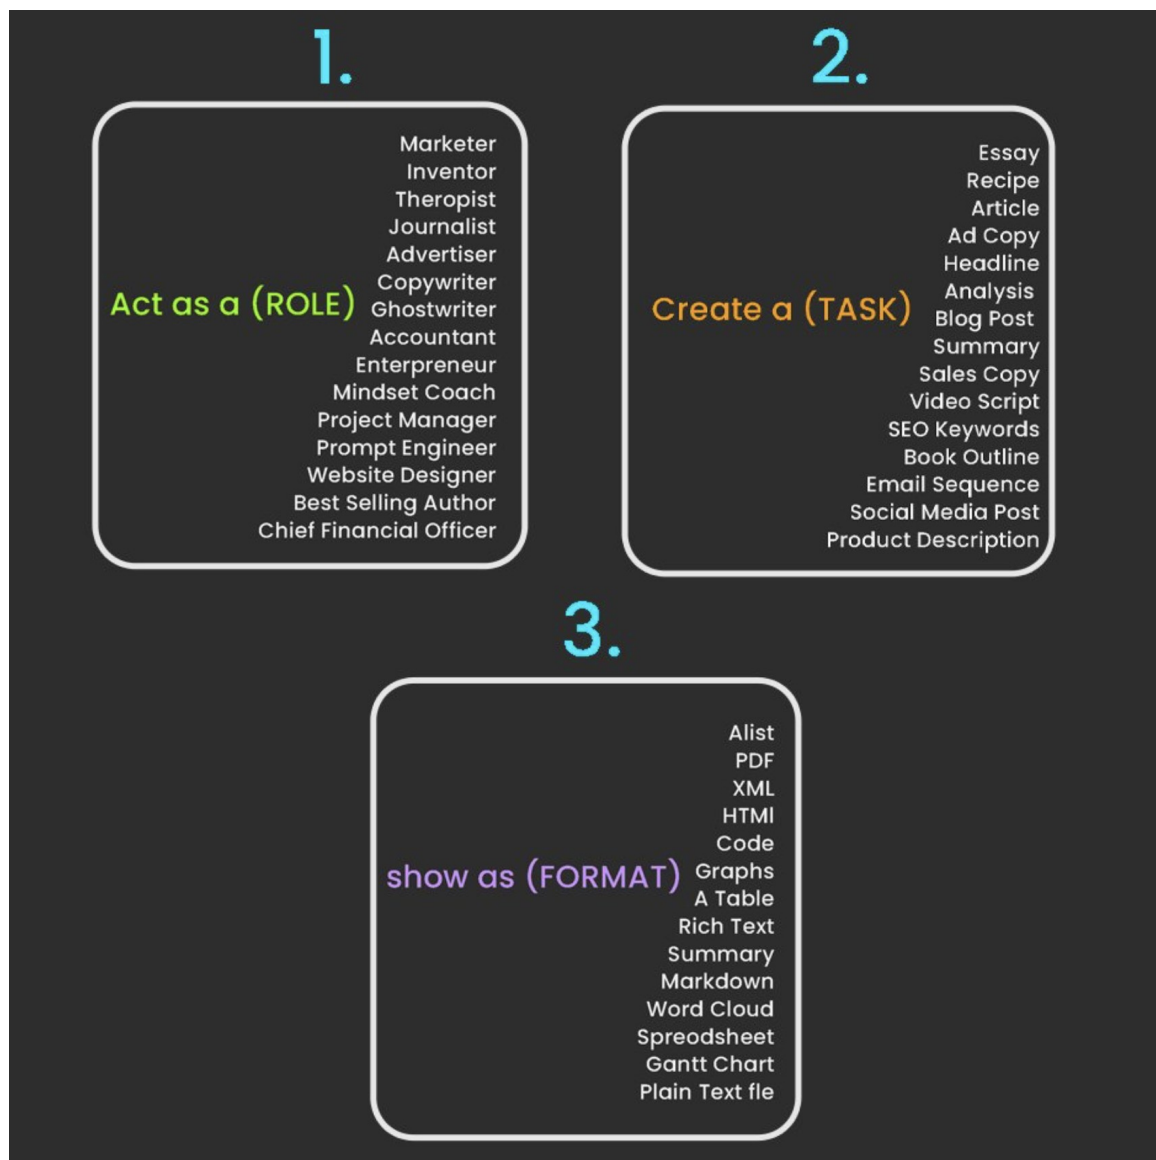 1.
Act as a (ROLE)
Marketer
Inventor
Theropist
Journalist
Advertiser
Copywriter
Ghostwriter
Accountant
Enterpreneur
Mindset Coach
Project Manager
Prompt Engineer
Website Designer
Best Selling Author
Chief Financial Officer
2.
Create a (TASK)
Essay
Recipe
Article
Ad Copy
Headline
Analysis
Blog Post
Summary
Sales Copy
Video Script
SEO Keywords
Book Outline
Email Sequence
Social Media Post
Product Description
3.
show as (FORMAT)
Alist
PDF
XML
HTMl
Code
Graphs
A Table
Rich Text
Summary
Markdown
Word Cloud
Spreodsheet
Gantt Chart
Plain Text fle